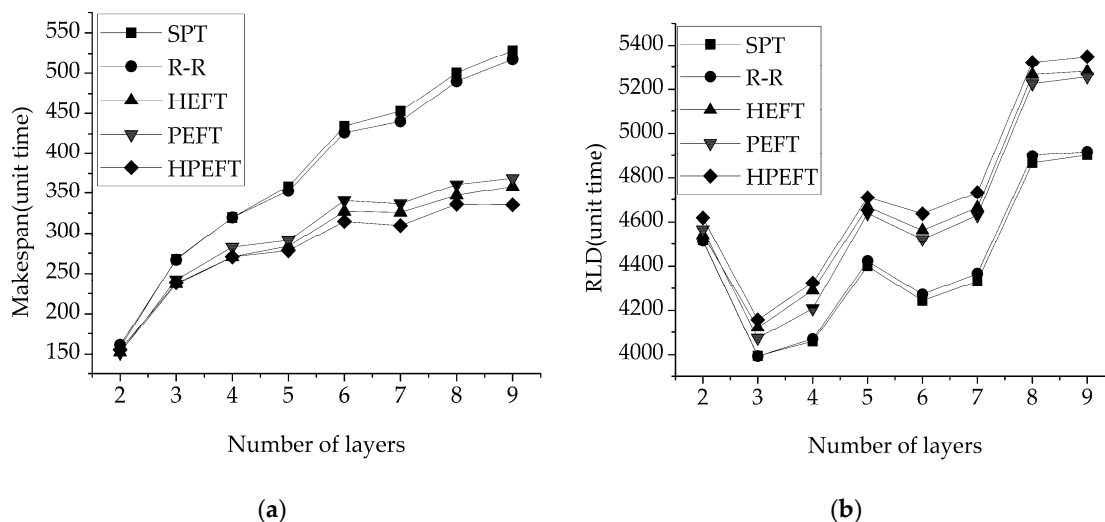 Makespan(unit time)
550
500
450
400
350
300
250
200
150
SPT
R-R
HEFT
PEFT
HPEFT
2 3 4 5 6 7 8 9
Number of layers
(a)
RLD(unit time)
5400
5200
5000
4800
4600
4400
4200
4000
SPT
R-R
HEFT
PEFT
HPEFT
2 3 4 5 6 7 8 9
Number of layers
(b)